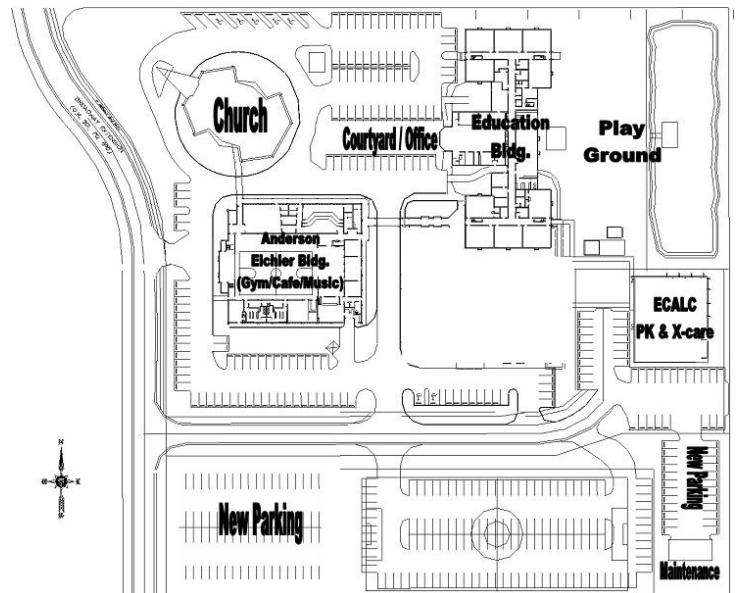 Church
Courtyard / Office
Education
Bldg.
Play
Ground
Anderson
Eichler Bldg.
(Gym/Cafe/Music)
ECALC
PK & X-care
New Parking
New Parking
Maintenance